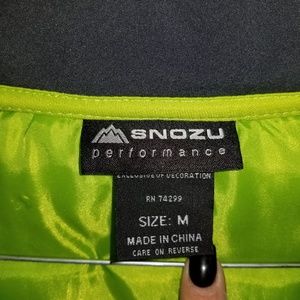 SNOZU
performance
EXCLUSIVE OF DECORATION
RN 74299
SIZE: M
MADE IN CHINA
CARE ON REVERSE